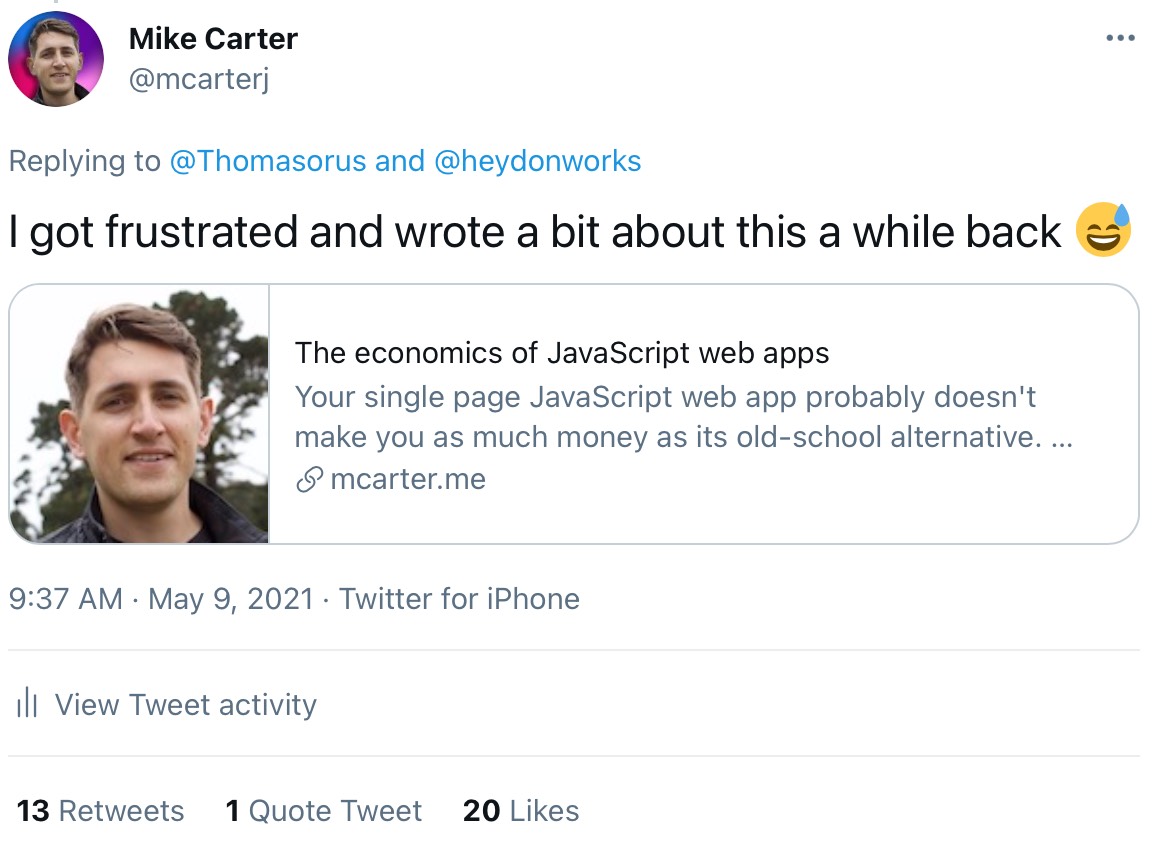 Mike Carter
@mcarterj
Replying to @Thomasorus and @heydonworks
I got frustrated and wrote a bit about this a while back 😅
The economics of JavaScript web apps
Your single page JavaScript web app probably doesn't
make you as much money as its old-school alternative. ...
mcarter.me
9:37 AM · May 9, 2021 · Twitter for iPhone
View Tweet activity
13 Retweets 1 Quote Tweet 20 Likes